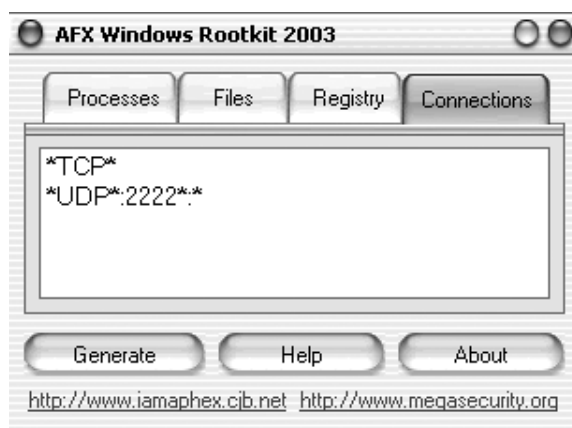 AFX Windows Rootkit 2003
Processes Files Registry Connections
*TCP*
*UDP*:2222*:*
Generate Help About
http://www.iamaphex.cjb.net http://www.megasecurity.org